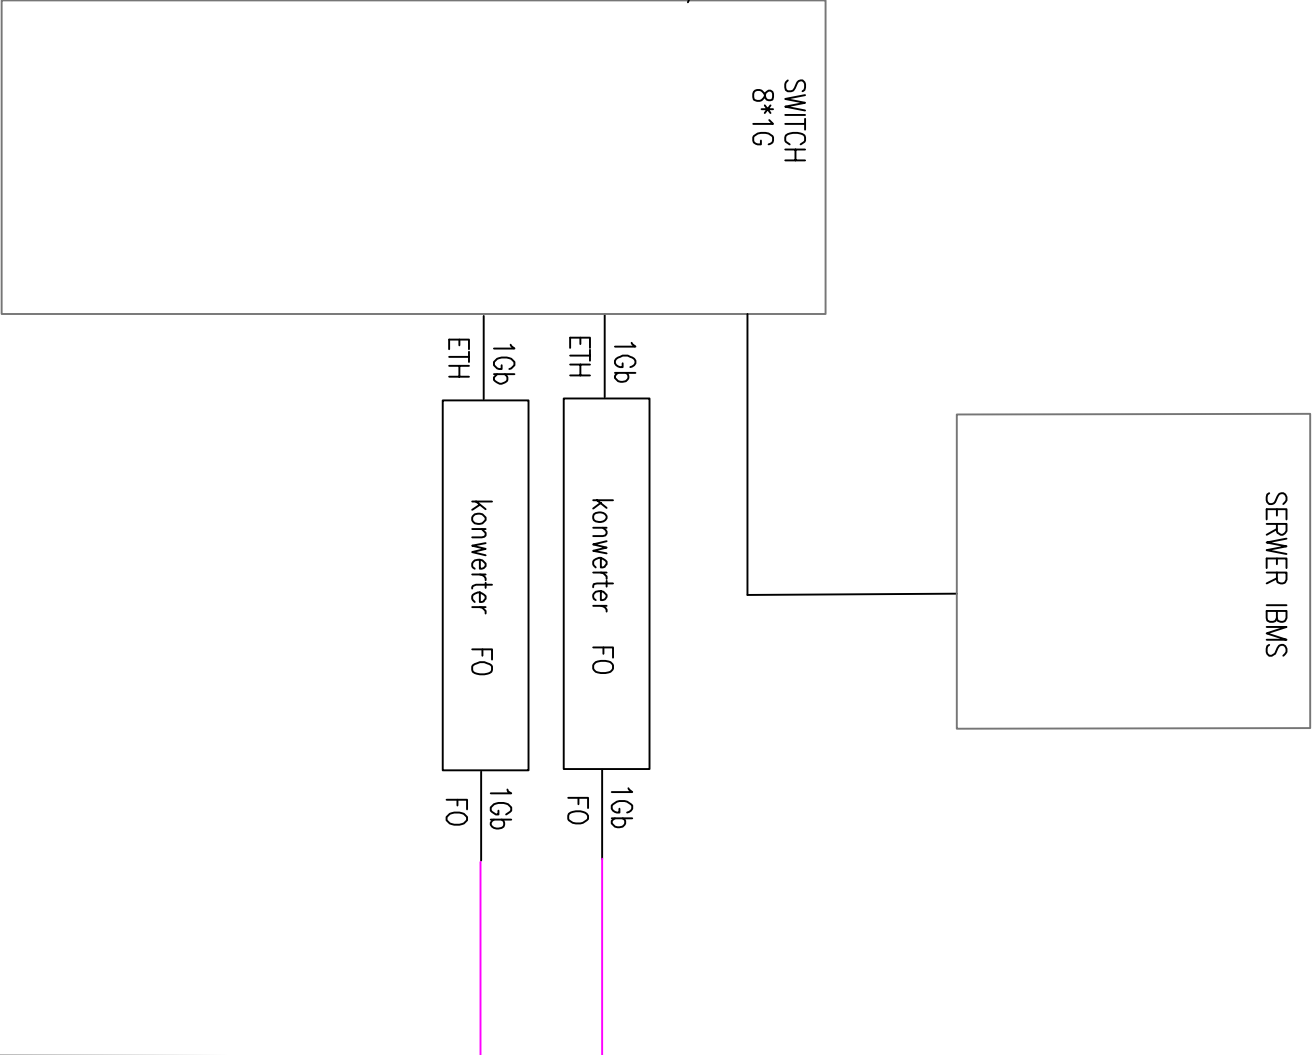 SWITCH
8*1G
1Gb
ETH
1Gb
ETH
SERWER IBMS
konwerter FO
konwerter FO
1Gb
FO
1Gb
FO